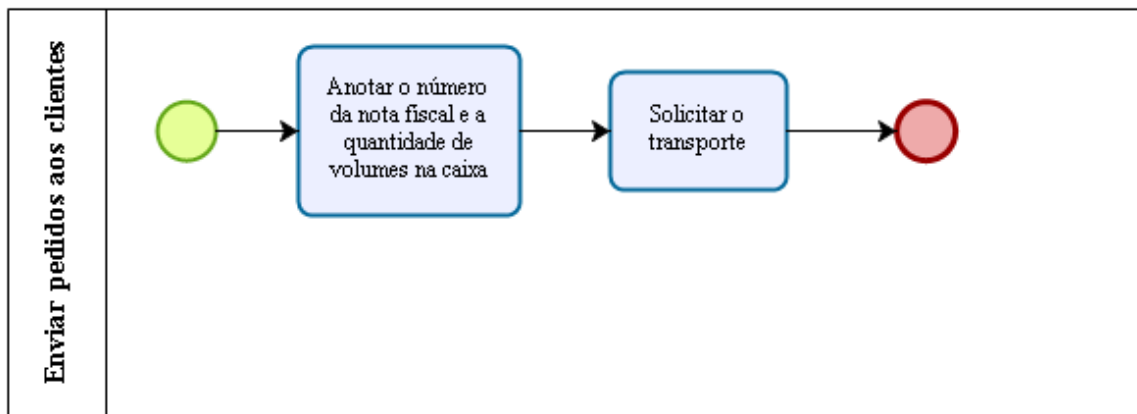 Enviar pedidos aos clientes
Anotar o número
da nota fiscal e a
quantidade de
volumes na caixa
Solicitar o
transporte